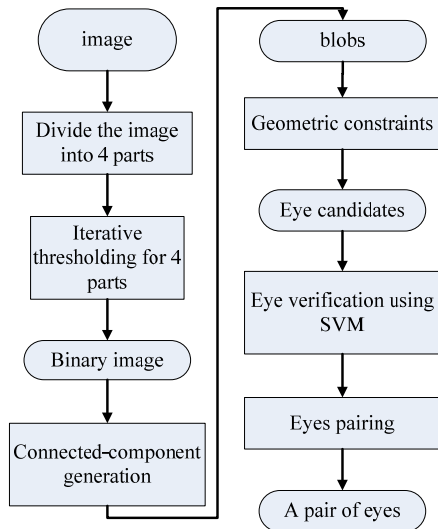 image
Divide the image
into 4 parts
Iterative
thresholding for 4
parts
Binary image
Connected-component
generation
blobs
Geometric constraints
Eye candidates
Eye verification using
SVM
Eyes pairing
A pair of eyes